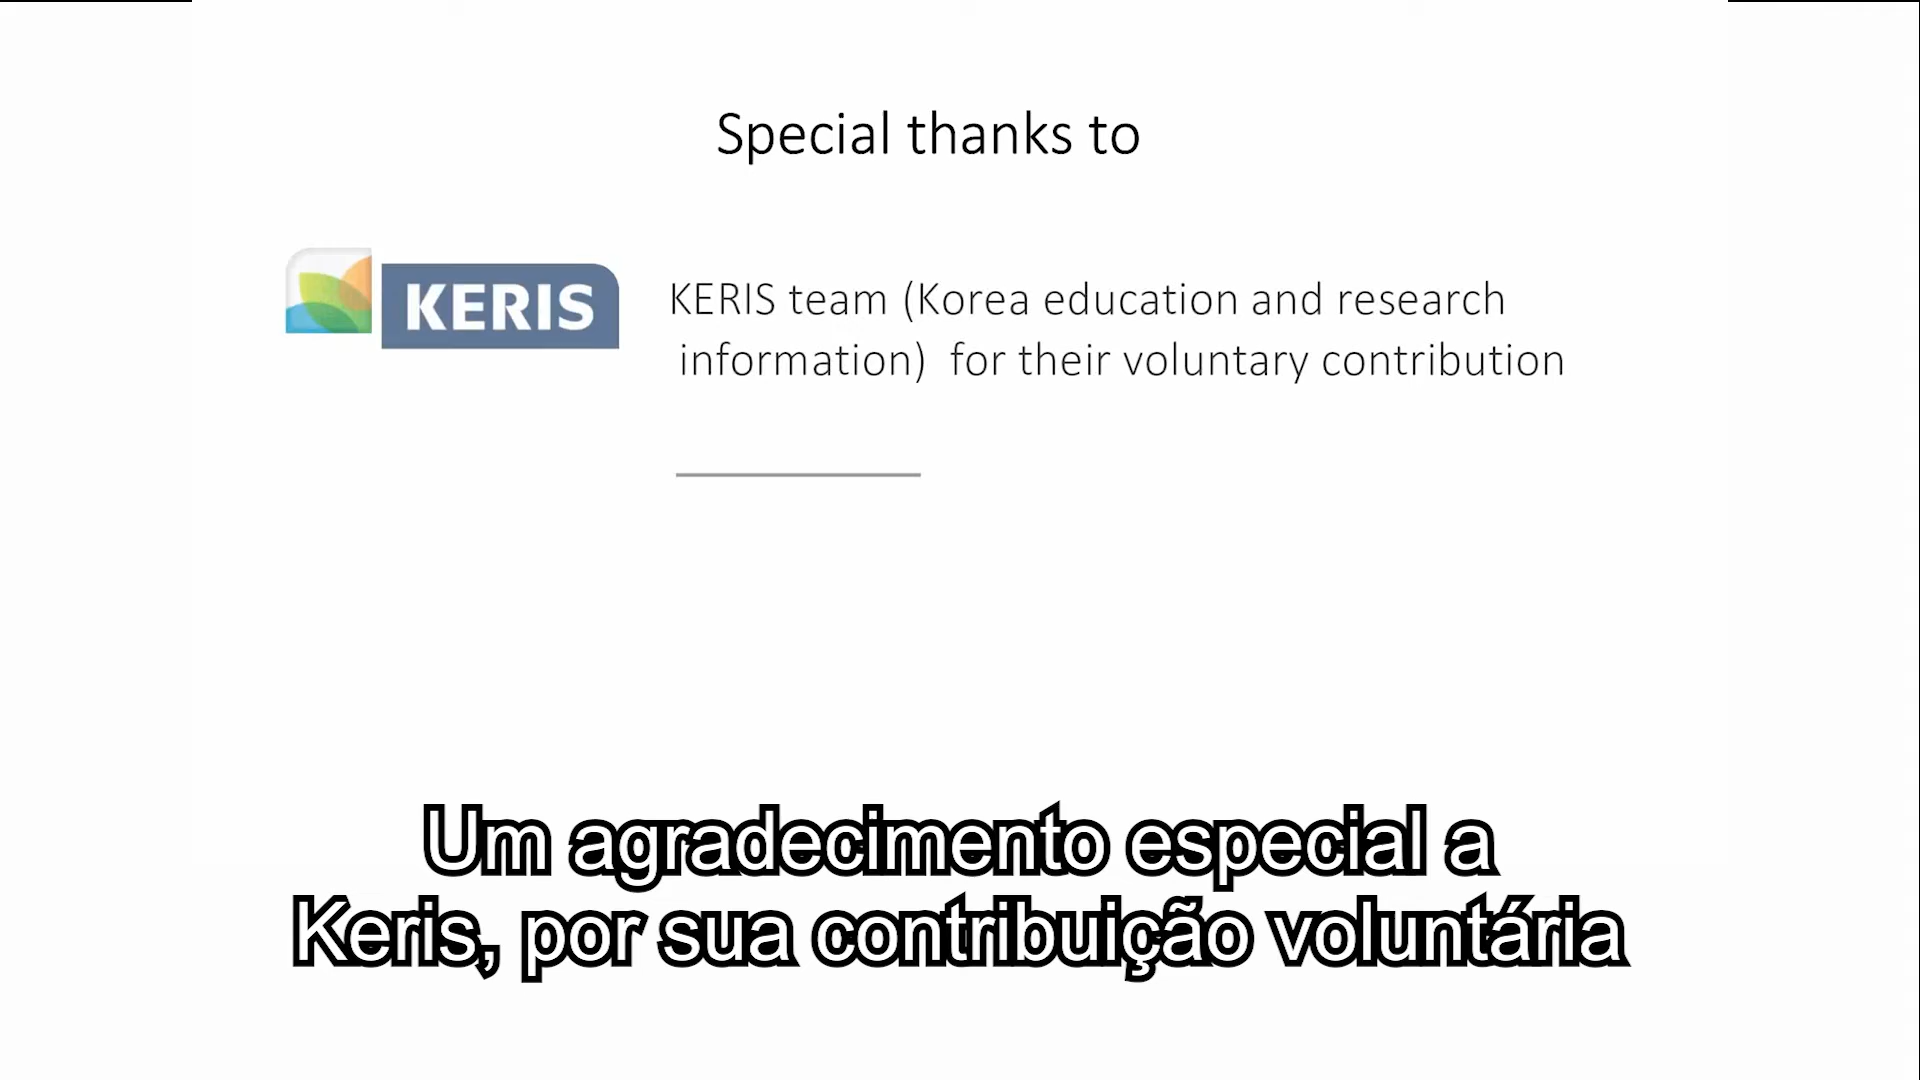 Special thanks to
KERIS
KERIS team (Korea education and research
information) for their voluntary contribution
Um agradecimento especial a
Keris, por sua contribuição voluntária